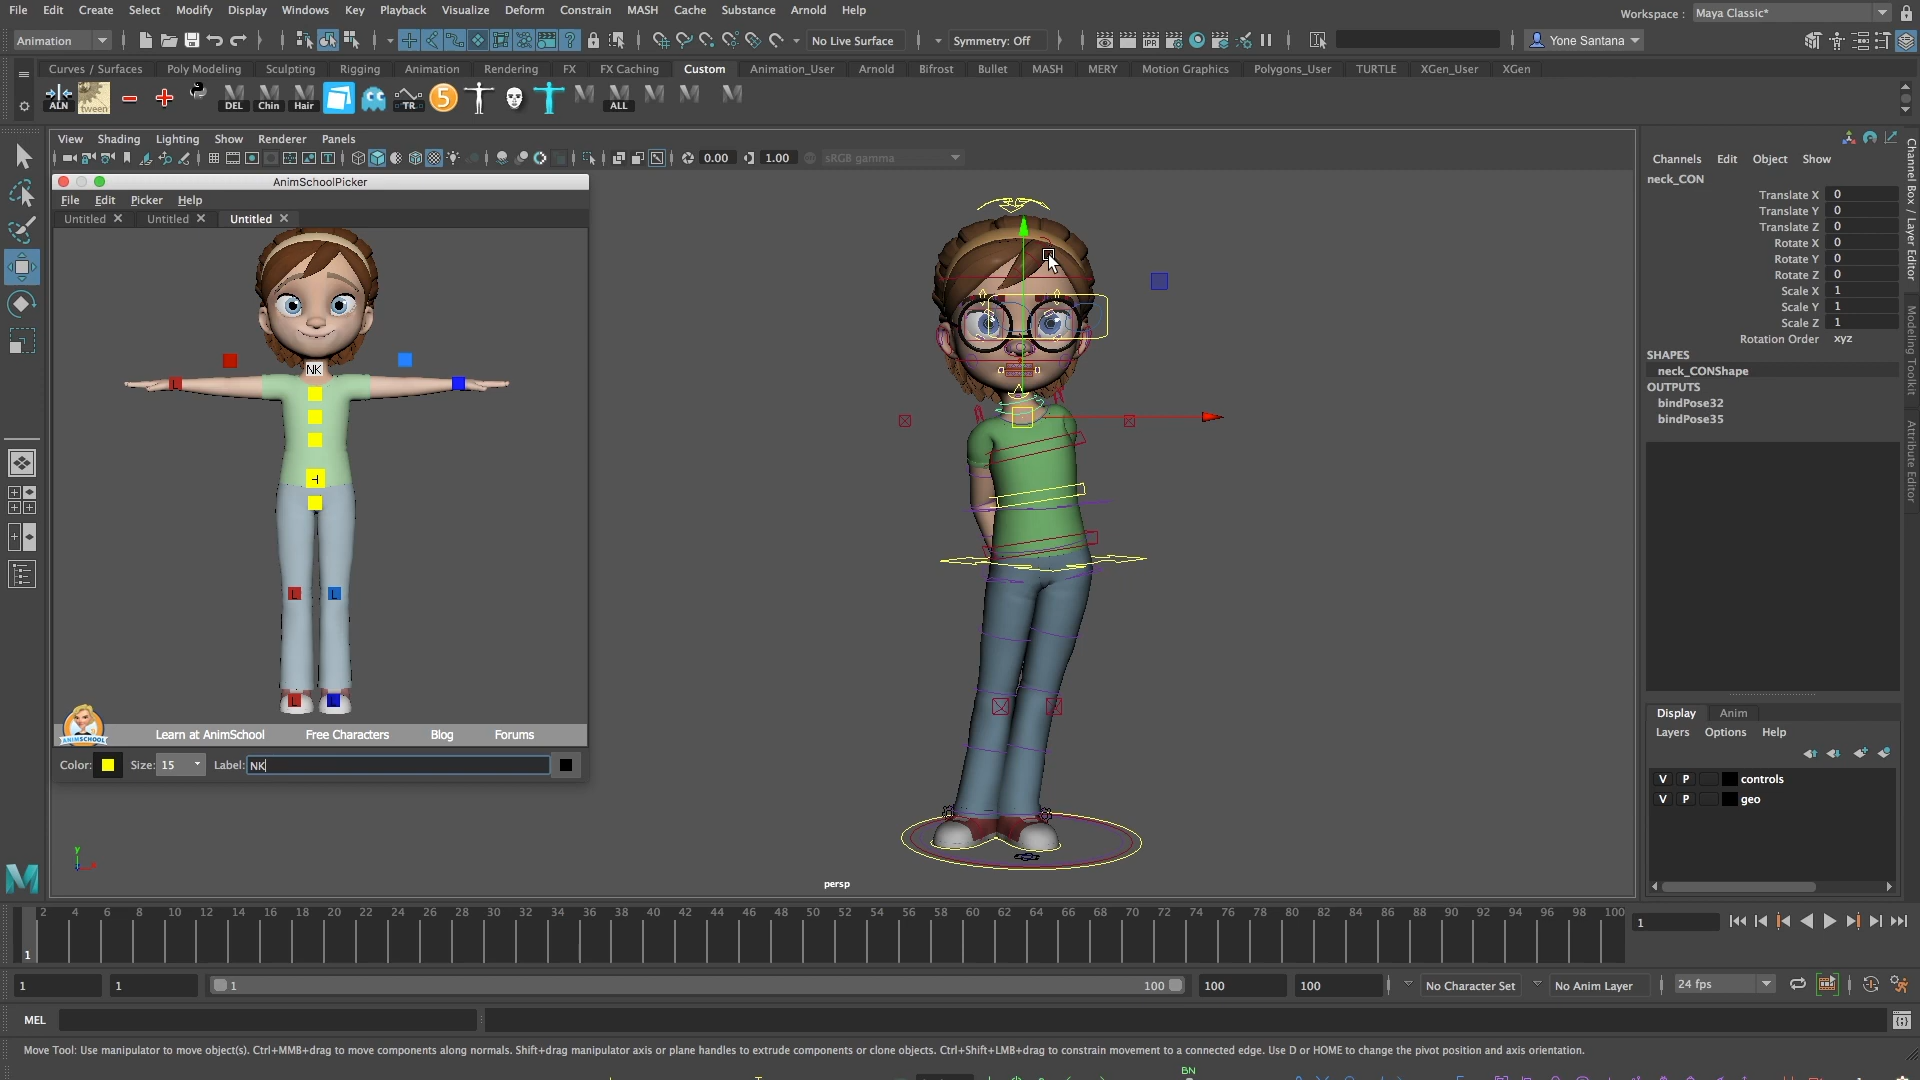 File Edit Create Select Modify Display Windows Key Playback Visualize Deform Constrain MASH Cache Substance Arnold Help
Workspace : Maya Classic*
Animation No Live Surface Symmetry: Off Yone Santana
Curves / Surfaces Poly Modeling Sculpting Rigging Animation Rendering FX FX Caching Custom Animation_User Arnold Bifrost Bullet MASH MERY Motion Graphics Polygons_User TURTLE XGen_User XGen
ALN tween DEL Chin Hair TR. 5 ALL
View Shading Lighting Show Renderer Panels
0.00 1.00 sRGB gamma
AnimSchoolPicker
File Edit Picker Help
Untitled Untitled Untitled
NK
L
L L
L L
ANIMSCHOOL
Learn at AnimSchool Free Characters Blog Forums
Color: Size: 15 Label: NK
persp
Channels Edit Object Show
neck_CON
Translate X 0
Translate Y 0
Translate Z 0
Rotate X 0
Rotate Y 0
Rotate Z 0
Scale X 1
Scale Y 1
Scale Z 1
Rotation Order xyz
SHAPES
neck_CONShape
OUTPUTS
bindPose32
bindPose35
Channel Box / Layer Editor
Modeling Toolkit
Attribute Editor
Display Anim
Layers Options Help
V P controls
V P geo
2 4 6 8 10 12 14 16 18 20 22 24 26 28 30 32 34 36 38 40 42 44 46 48 50 52 54 56 58 60 62 64 66 68 70 72 74 76 78 80 82 84 86 88 90 92 94 96 98 100
1
1
1 1 1 100 100 100 No Character Set No Anim Layer 24 fps
MEL
Move Tool: Use manipulator to move object(s). Ctrl+MMB+drag to move components along normals. Shift+drag manipulator axis or plane handles to extrude components or clone objects. Ctrl+Shift+LMB+drag to constrain movement to a connected edge. Use D or HOME to change the pivot position and axis orientation.
BN